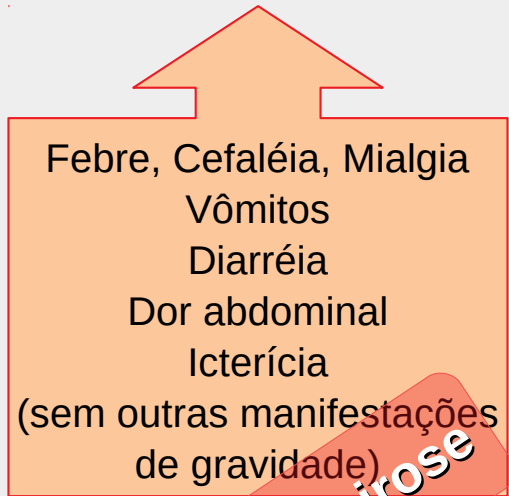 Febre, Cefaléia, Mialgia
Vômitos
Diarréia
Dor abdominal
Icterícia
(sem outras manifestações
de gravidade)
irose